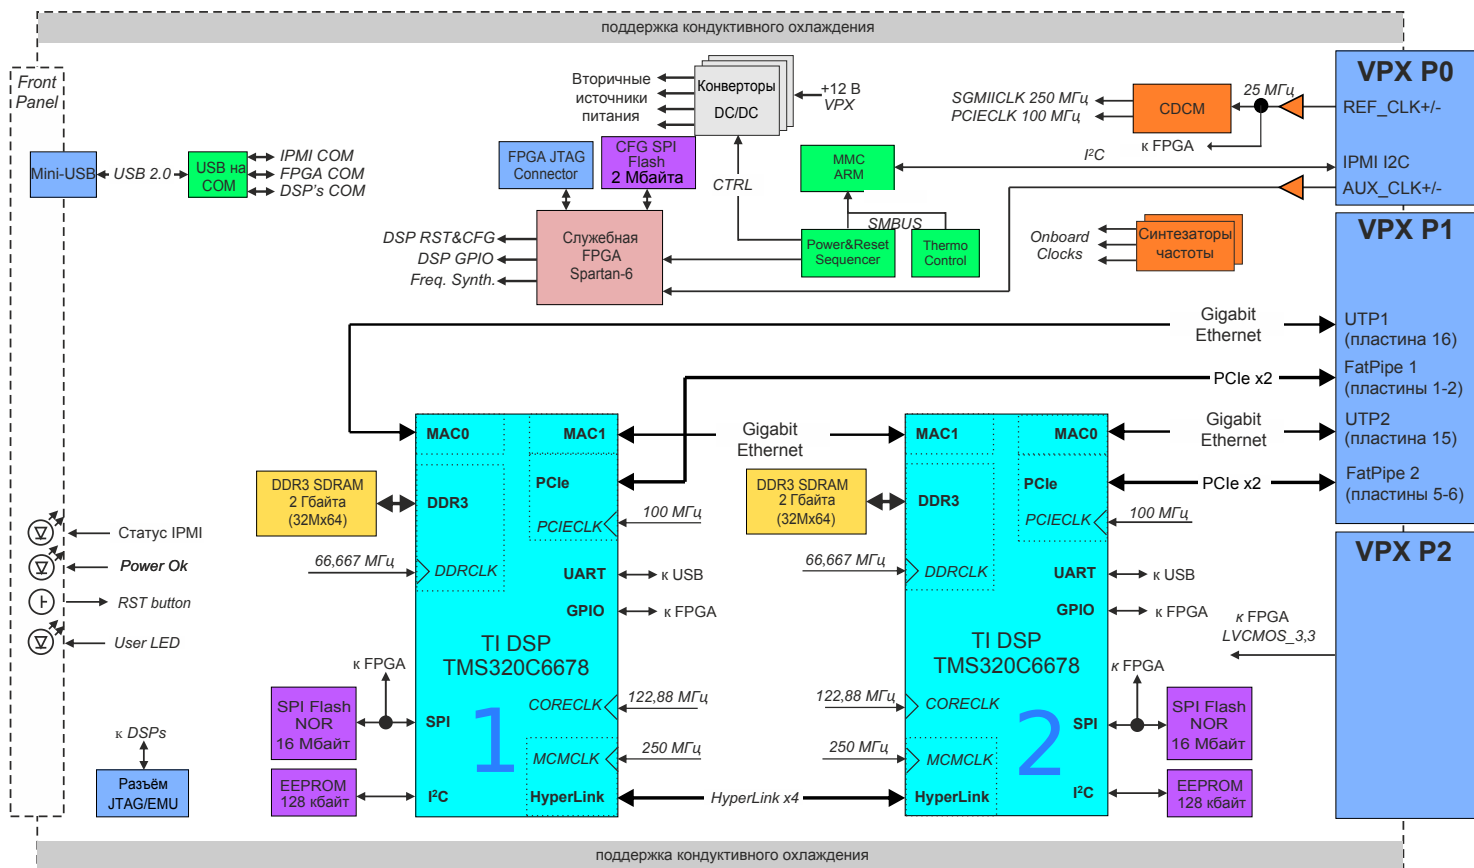 поддержка кондуктивного охлаждения
Front
Panel
Mini-USB
USB 2.0
USB на
COM
IPMI COM
FPGA COM
DSP's COM
Вторичные
источники
питания
Конверторы
DC/DC
+12 В
VPX
FPGA JTAG
Connector
CFG SPI
Flash
2 Мбайта
CTRL
MMC
ARM
I²C
SMBUS
Power&Reset
Sequencer
Thermo
Control
DSP RST&CFG
DSP GPIO
Freq. Synth.
Служебная
FPGA
Spartan-6
SGMIICLK 250 МГц
PCIECLK 100 МГц
CDCM
25 МГц
к FPGA
Onboard
Clocks
Синтезаторы
частоты
VPX P0
REF_CLK+/-
IPMI I2C
AUX_CLK+/-
VPX P1
UTP1
(пластина 16)
FatPipe 1
(пластины 1-2)
UTP2
(пластина 15)
FatPipe 2
(пластины 5-6)
VPX P2
Gigabit
Ethernet
PCIe x2
Gigabit
Ethernet
PCIe x2
к FPGA
LVCMOS_3,3
MAC0
MAC1
Gigabit
Ethernet
DDR3 SDRAM
2 Гбайта
(32Mx64)
DDR3
PCIe
PCIECLK
100 МГц
66,667 МГц
DDRCLK
UART
к USB
GPIO
к FPGA
TI DSP
TMS320C6678
к FPGA
SPI Flash
NOR
16 Мбайт
SPI
CORECLK
122,88 МГц
1
MCMCLK
250 МГц
EEPROM
128 кбайт
I²C
HyperLink
HyperLink x4
MAC1
MAC0
DDR3 SDRAM
2 Гбайта
(32Mx64)
DDR3
PCIe
PCIECLK
100 МГц
66,667 МГц
DDRCLK
UART
к USB
GPIO
к FPGA
TI DSP
TMS320C6678
к FPGA
122,88 МГц
CORECLK
SPI
SPI Flash
NOR
16 Мбайт
2
250 МГц
MCMCLK
HyperLink
I²C
EEPROM
128 кбайт
Статус IPMI
Power Ok
RST button
User LED
к DSPs
Разъём
JTAG/EMU
поддержка кондуктивного охлаждения